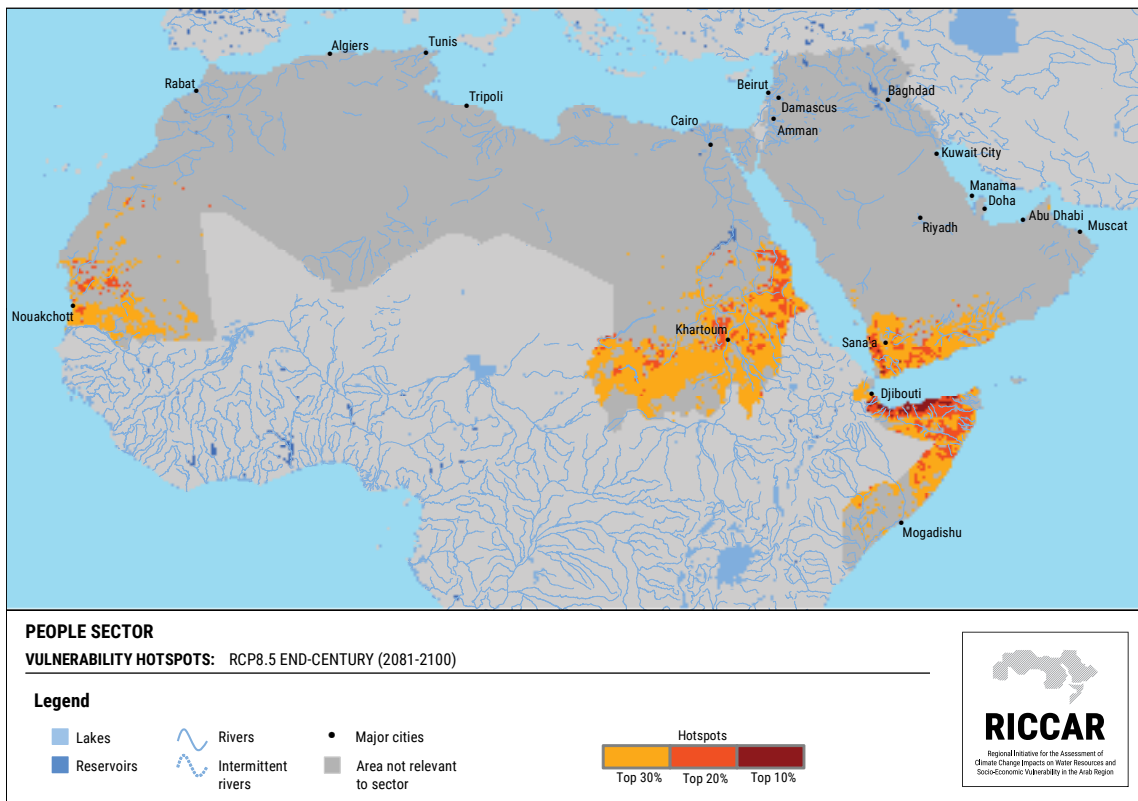 Algiers
Tunis
Rabat
Tripoli
Beirut
Baghdad
Damascus
Amman
Cairo
Kuwait City
Manama
Doha
Riyadh
Abu Dhabi
Muscat
Nouakchott
Khartoum
Sana'a
Djibouti
Mogadishu
PEOPLE SECTOR
VULNERABILITY HOTSPOTS: RCP8.5 END-CENTURY (2081-2100)
Legend
Lakes
Reservoirs
Rivers
Intermittent
rivers
Major cities
Area not relevant
to sector
Hotspots
Top 30%
Top 20%
Top 10%
RICCAR
Regional Initiative for the Assessment of
Climate Change Impacts on Water Resources and
Socio-Economic Vulnerability in the Arab Region